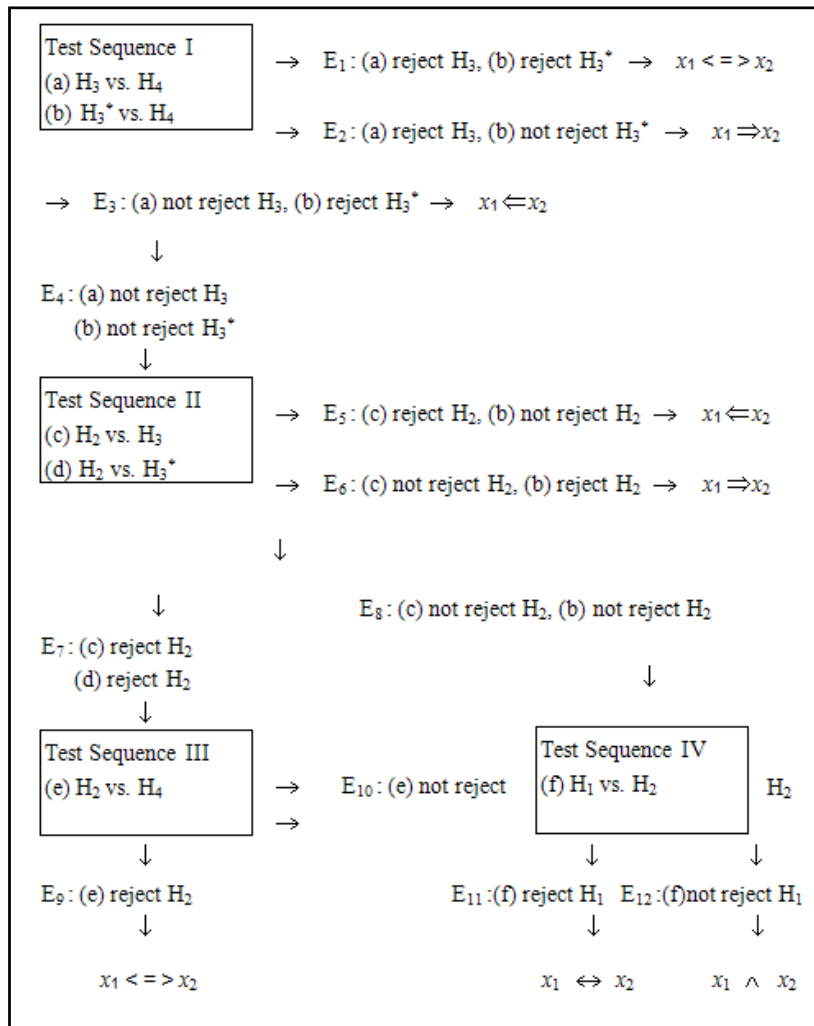 Test Sequence I
(a) H₃ vs. H₄
(b) H₃* vs. H₄
→ E₁: (a) reject H₃, (b) reject H₃* → x₁ < = > x₂
→ E₂: (a) reject H₃, (b) not reject H₃* → x₁ ⇒ x₂
→ E₃: (a) not reject H₃, (b) reject H₃* → x₁ ⇐ x₂
↓
E₄: (a) not reject H₃
(b) not reject H₃*
↓
Test Sequence II
(c) H₂ vs. H₃
(d) H₂ vs. H₃*
→ E₅: (c) reject H₂, (b) not reject H₂ → x₁ ⇐ x₂
→ E₆: (c) not reject H₂, (b) reject H₂ → x₁ ⇒ x₂
↓
↓ E₈: (c) not reject H₂, (b) not reject H₂
E₇: (c) reject H₂
(d) reject H₂
↓
↓
Test Sequence III
(e) H₂ vs. H₄
→ E₁₀: (e) not reject
→
Test Sequence IV
(f) H₁ vs. H₂
H₂
↓ ↓ ↓
E₉: (e) reject H₂ E₁₁:(f) reject H₁ E₁₂:(f)not reject H₁
↓ ↓ ↓
x₁ < = > x₂ x₁ ↔ x₂ x₁ ∧ x₂